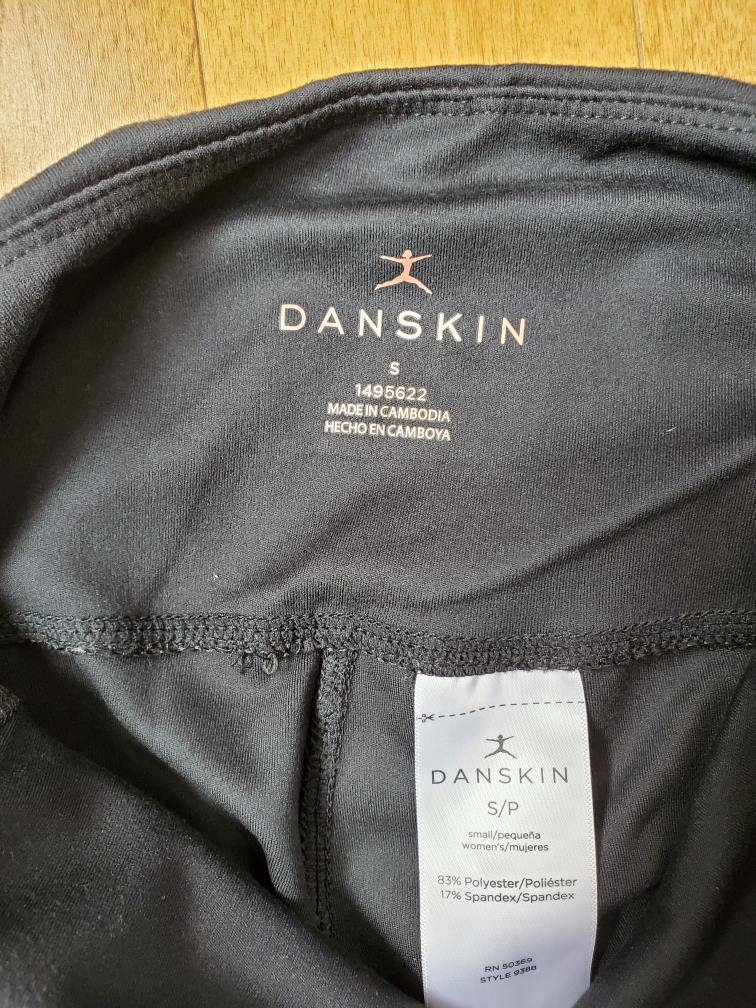 DANSKIN
S
1495622
MADE IN CAMBODIA
HECHO EN CAMBOYA
DANSKIN
S/P
small/pequeña
women's/mujeres
83% Polyester/Poliéster
17% Spandex/Spandex
RN 50369
STYLE 9388